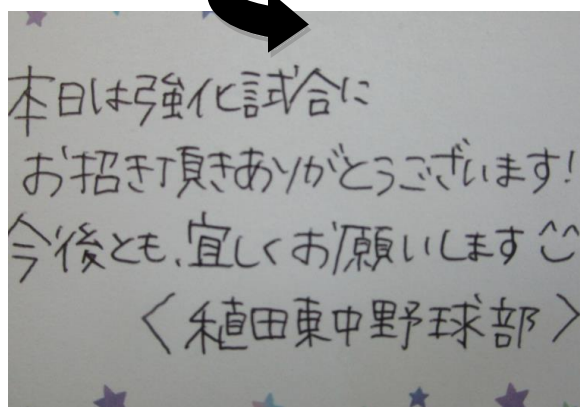 本日は強化試合に
お招き頂きありがとうございます!
今後とも、宜しくお願いします^^
〈植田東中野球部〉